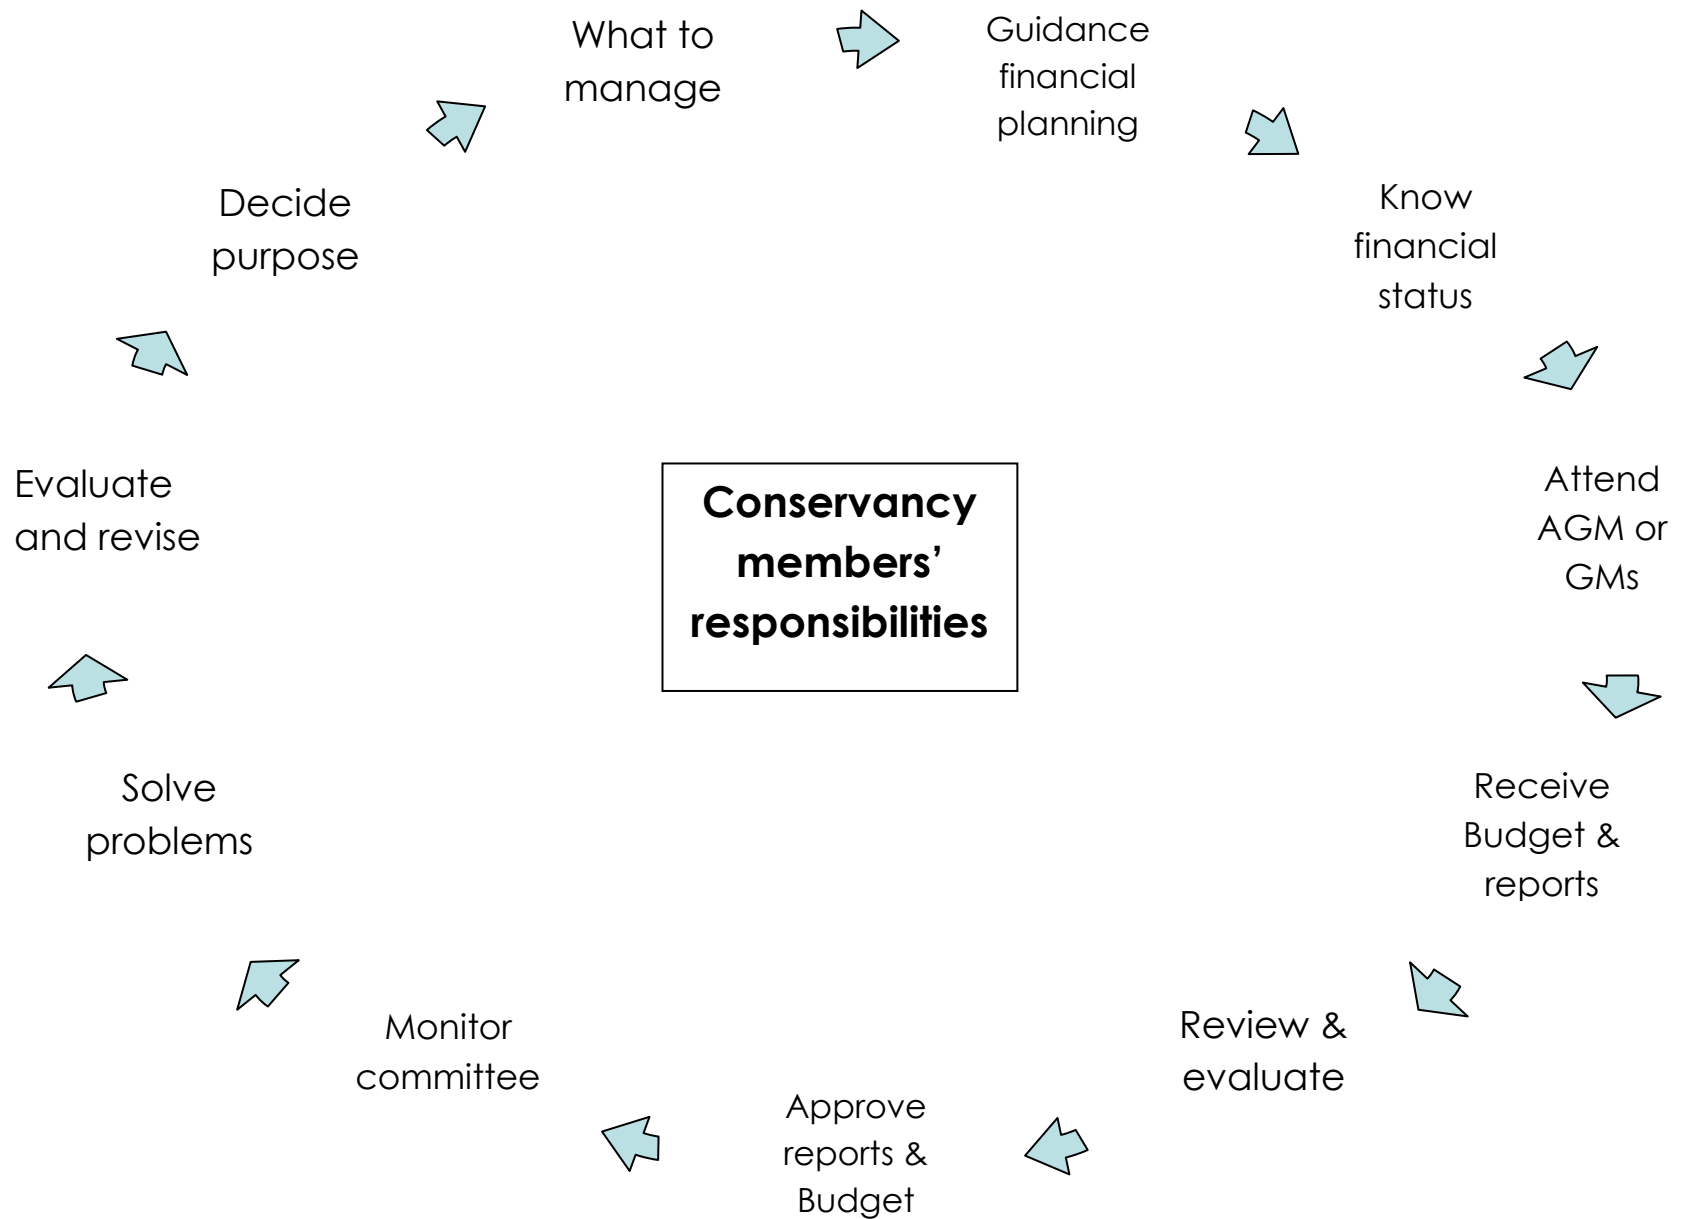 What to
manage
Guidance
financial
planning
Know
financial
status
Attend
AGM or
GMs
Receive
Budget &
reports
Review &
evaluate
Approve
reports &
Budget
Monitor
committee
Solve
problems
Evaluate
and revise
Decide
purpose
Conservancy
members’
responsibilities